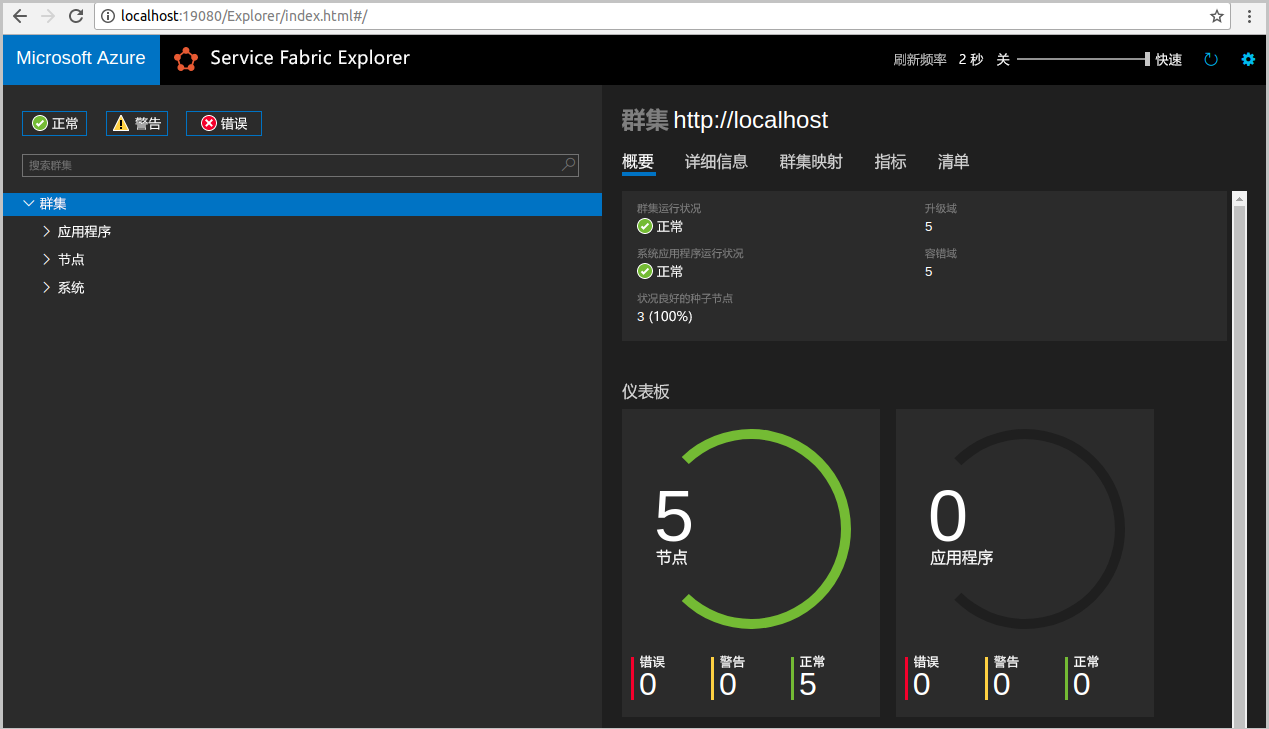 localhost:19080/Explorer/index.html#/
Microsoft Azure
Service Fabric Explorer
刷新频率 2 秒 关 快速
正常 警告 错误
搜索群集
群集
应用程序
节点
系统
群集 http://localhost
概要 详细信息 群集映射 指标 清单
群集运行状况 升级域
正常 5
系统应用程序运行状况 容错域
正常 5
状况良好的种子节点
3 (100%)
仪表板
5
节点
错误 警告 正常
0 0 5
0
应用程序
错误 警告 正常
0 0 0